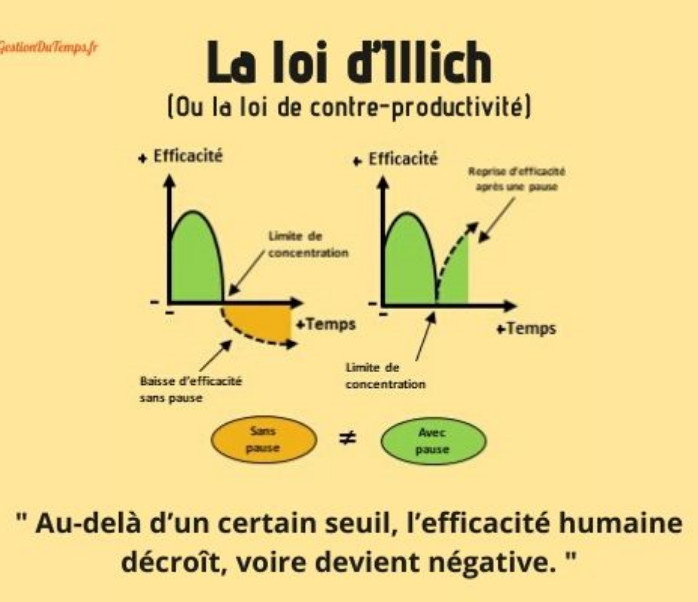 GestionDuTemps.fr
La loi d'Illich
(Ou la loi de contre-productivité)
+ Efficacité
Limite de
concentration
+Temps
Baisse d'efficacité
sans pause
+ Efficacité
Reprise d'efficacité
après une pause
+Temps
Limite de
concentration
Sans
pause
≠
Avec
pause
" Au-delà d'un certain seuil, l'efficacité humaine
décroît, voire devient négative. "